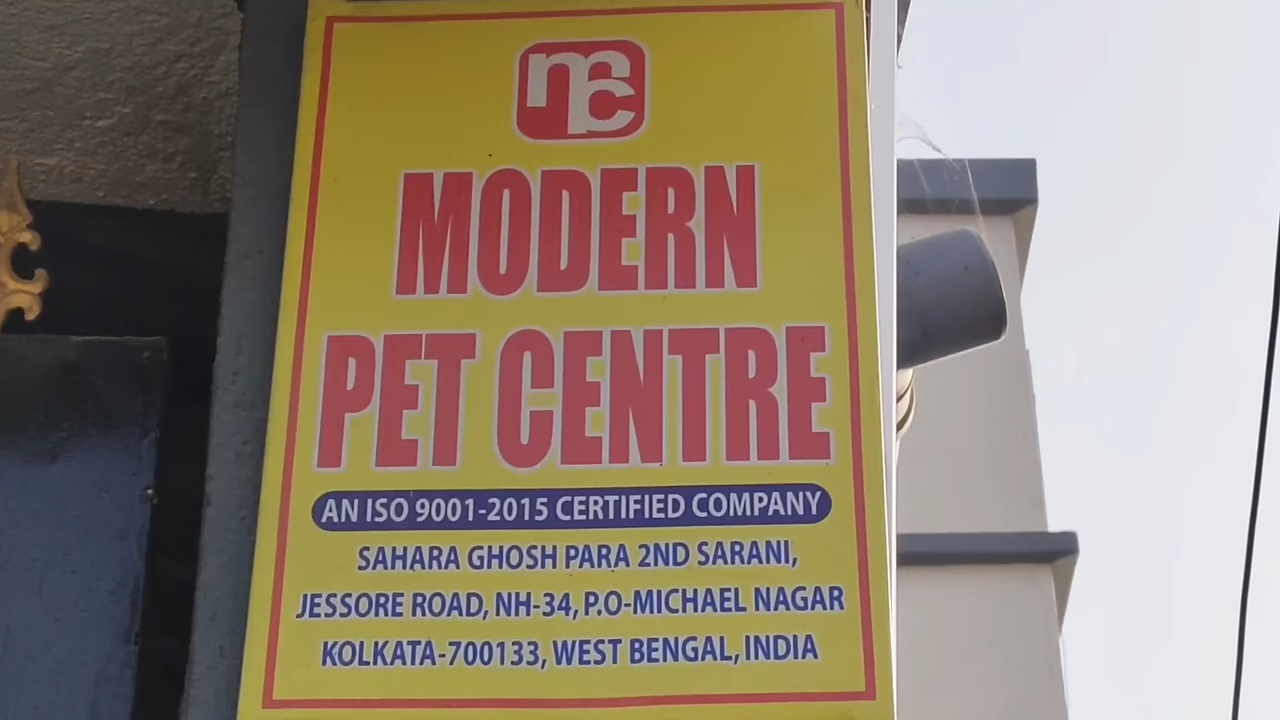 mc
MODERN
PET CENTRE
AN ISO 9001-2015 CERTIFIED COMPANY
SAHARA GHOSH PARA 2ND SARANI,
JESSORE ROAD, NH-34, P.O-MICHAEL NAGAR
KOLKATA-700133, WEST BENGAL, INDIA